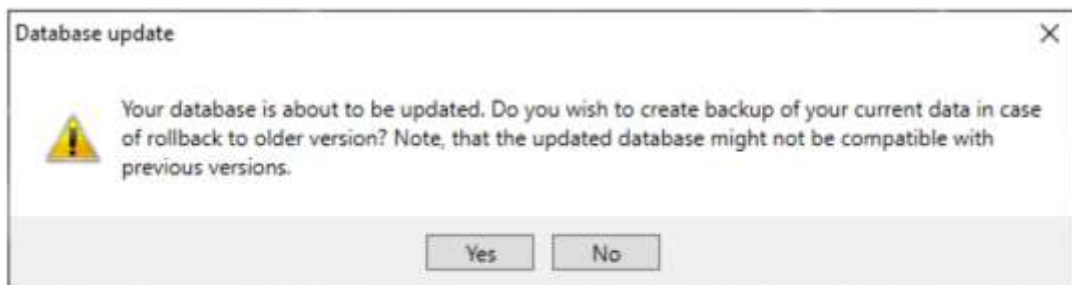 Database update
Your database is about to be updated. Do you wish to create backup of your current data in case
of rollback to older version? Note, that the updated database might not be compatible with
previous versions.
Yes
No